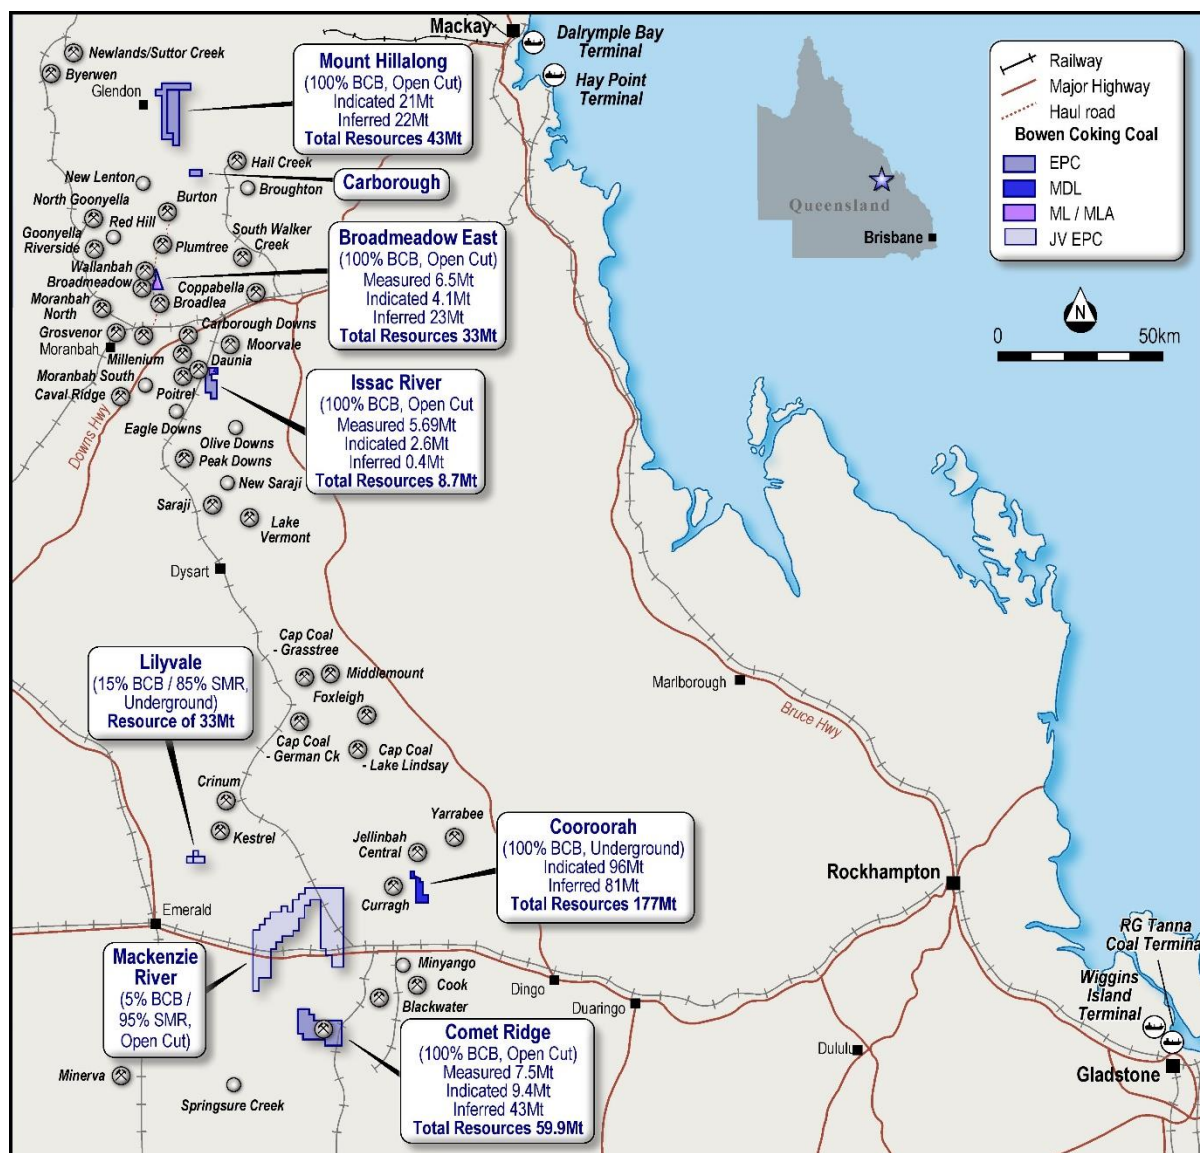 Mackay
Dalrymple Bay
Terminal
Hay Point
Terminal
Newlands/Suttor Creek
Byerwen
Glendon
Mount Hillalong
(100% BCB, Open Cut)
Indicated 21Mt
Inferred 22Mt
Total Resources 43Mt
Railway
Major Highway
Haul road
Bowen Coking Coal
EPC
MDL
ML / MLA
JV EPC
Queensland
Brisbane
N
0
50km
Hail Creek
Broughton
Carborough
New Lenton
Burton
North Goonyella
Red Hill
Goonyella
Riverside
Plumtree
South Walker
Creek
Wallanbah
Broadmeadow
Broadlea
Coppabella
Moranbah
North
Broadmeadow East
(100% BCB, Open Cut)
Measured 6.5Mt
Indicated 4.1Mt
Inferred 23Mt
Total Resources 33Mt
Grosvenor
Moranbah
Carborough Downs
Moorvale
Millenium
Daunia
Moranbah South
Caval Ridge
Poitrel
Downs Hwy
Eagle Downs
Olive Downs
Peak Downs
New Saraji
Saraji
Lake
Vermont
Issac River
(100% BCB, Open Cut
Measured 5.69Mt
Indicated 2.6Mt
Inferred 0.4Mt
Total Resources 8.7Mt
Dysart
Cap Coal
- Grasstree
Middlemount
Foxleigh
Cap Coal
- German Ck
Cap Coal
- Lake Lindsay
Lilyvale
(15% BCB / 85% SMR,
Underground)
Resource of 33Mt
Marlborough
Bruce Hwy
Crinum
Kestrel
Yarrabee
Jellinbah
Central
Curragh
Cooroorah
(100% BCB, Underground)
Indicated 96Mt
Inferred 81Mt
Total Resources 177Mt
Rockhampton
Emerald
Mackenzie
River
(5% BCB /
95% SMR,
Open Cut)
Minyango
Cook
Blackwater
Dingo
Duaringo
Dululu
RG Tanna
Coal Terminal
Wiggins
Island
Terminal
Gladstone
Comet Ridge
(100% BCB, Open Cut)
Measured 7.5Mt
Indicated 9.4Mt
Inferred 43Mt
Total Resources 59.9Mt
Minerva
Springsure Creek